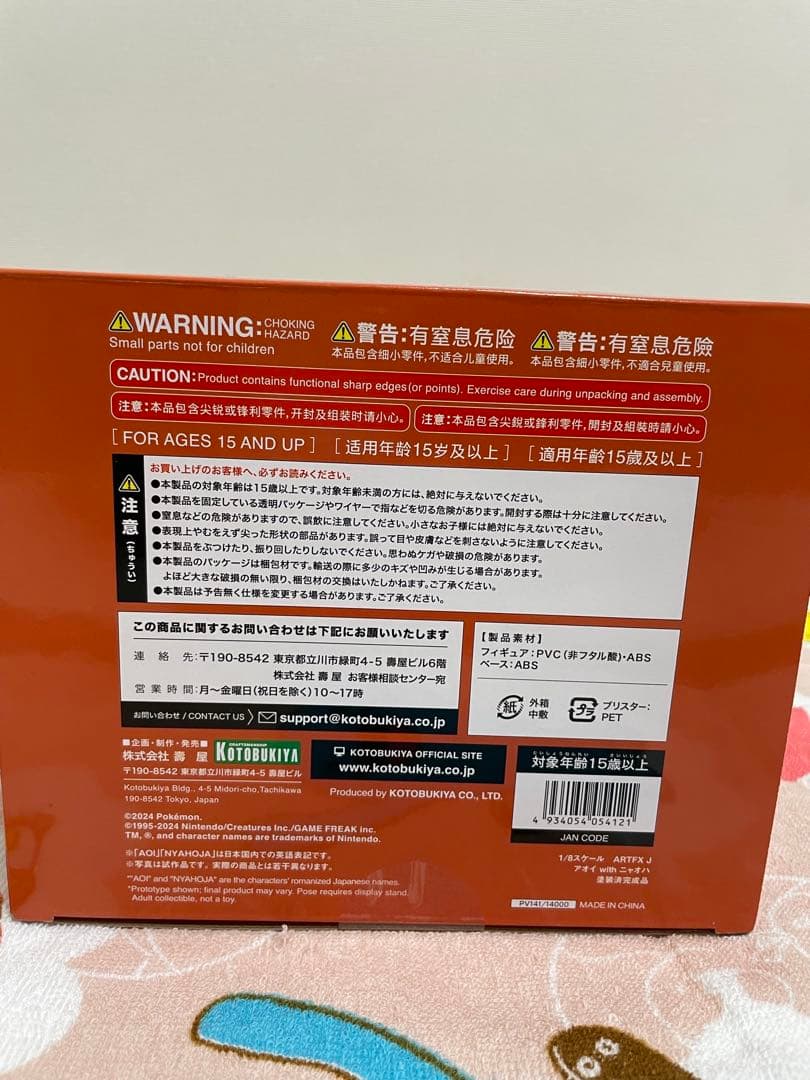 WARNING: CHOKING HAZARD
Small parts not for children
警告:有窒息危险
本品包含细小零件,不适合儿童使用。
警告:有窒息危險
本品包含細小零件,不適合兒童使用。
CAUTION: Product contains functional sharp edges (or points). Exercise care during unpacking and assembly.
注意:本品包含尖锐或锋利零件,开封及组装时请小心。
注意:本品包含尖銳或鋒利零件,開封及組裝時請小心。
[FOR AGES 15 AND UP] [适用年龄15岁及以上] [適用年齡15歲及以上]
注意(ちゅうい)
お買い上げのお客様へ、必ずお読みください。
●本製品の対象年齢は15歳以上です。対象年齢未満の方には、絶対に与えないでください。
●本製品を固定している透明パッケージやワイヤーで指などを切る危険があります。開封する際は十分に注意してください。
●窒息などの危険がありますので、誤飲に注意してください。小さなお子様には絶対に与えないでください。
●表現上やむをえず尖った形状の部品があります。誤って目や皮膚などを刺さないように注意してください。
●本製品をぶつけたり、振り回したりしないでください。思わぬケガや破損の危険があります。
●本製品のパッケージは梱包材です。輸送の際に多少のキズや凹みが生じる場合があります。
よほど大きな破損の無い限り、梱包材の交換はいたしかねます。ご了承ください。
●本製品は予告無く仕様を変更する場合があります。ご了承ください。
この商品に関するお問い合わせは下記にお願いいたします
連絡先:〒190-8542 東京都立川市緑町4-5 壽屋ビル6階
株式会社 壽屋 お客様相談センター宛
営業時間:月〜金曜日(祝日を除く)10〜17時
お問い合わせ / CONTACT US support@kotobukiya.co.jp
【製品素材】
フィギュア:PVC(非フタル酸)・ABS
ベース:ABS
紙 外箱 中敷
プラ ブリスター: PET
■企画・制作・発売■
株式会社 壽屋
CRAFTSMANSHIP
KOTOBUKIYA
〒190-8542 東京都立川市緑町4-5 壽屋ビル
Kotobukiya Bldg., 4-5 Midori-cho,Tachikawa
190-8542 Tokyo, Japan
KOTOBUKIYA OFFICIAL SITE
www.kotobukiya.co.jp
Produced by KOTOBUKIYA CO., LTD.
たいしょうねんれい さいいじょう
対象年齢15歳以上
4 934054 054121
JAN CODE
©2024 Pokémon.
©1995-2024 Nintendo/Creatures Inc./GAME FREAK inc.
TM, ®, and character names are trademarks of Nintendo.
※「AOI」「NYAHOJA」は日本国内での英語表記です。
※写真は試作品です。実際の商品とは若干異なります。
*"AOI" and "NYAHOJA" are the characters' romanized Japanese names.
*Prototype shown; final product may vary. Pose requires display stand.
Adult collectible, not a toy.
1/8スケール ARTFX J
アオイ with ニャオハ
塗装済完成品
PV141/14000 MADE IN CHINA